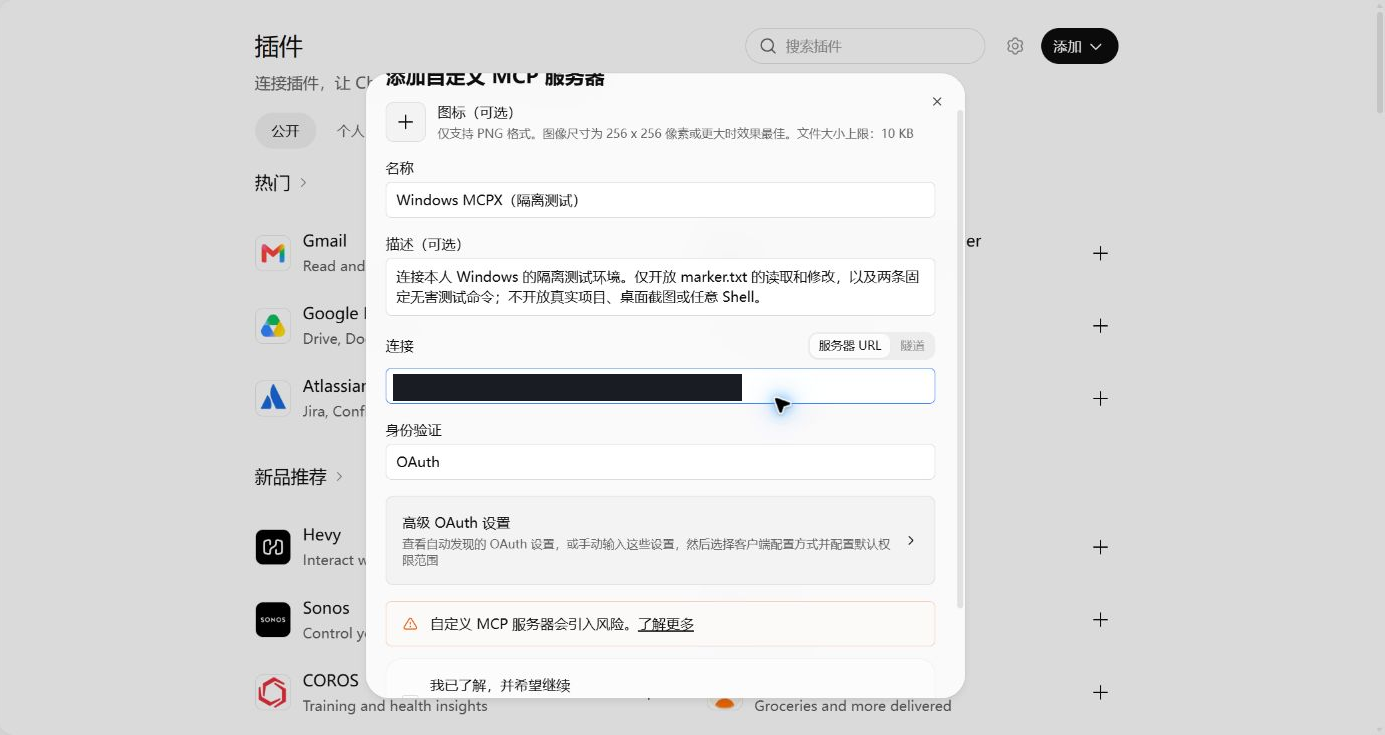 插件
搜索插件
添加
连接插件，让 Ch
公开
个人
热门
Gmail
Read and
er
Google
Drive, Do
Atlassian
Jira, Conf
新品推荐
Hevy
Interact w
Sonos
SONOS
Control yo
COROS
Training and health insights
Groceries and more delivered
添加自定义 MCP 服务器
图标（可选）
仅支持 PNG 格式。图像尺寸为 256 x 256 像素或更大时效果最佳。文件大小上限：10 KB
名称
Windows MCPX（隔离测试）
描述（可选）
连接本人 Windows 的隔离测试环境。仅开放 marker.txt 的读取和修改，以及两条固
定无害测试命令；不开放真实项目、桌面截图或任意 Shell。
连接
服务器 URL
隧道
身份验证
OAuth
高级 OAuth 设置
查看自动发现的 OAuth 设置，或手动输入这些设置，然后选择客户端配置方式并配置默认权
限范围
自定义 MCP 服务器会引入风险。了解更多
我已了解，并希望继续